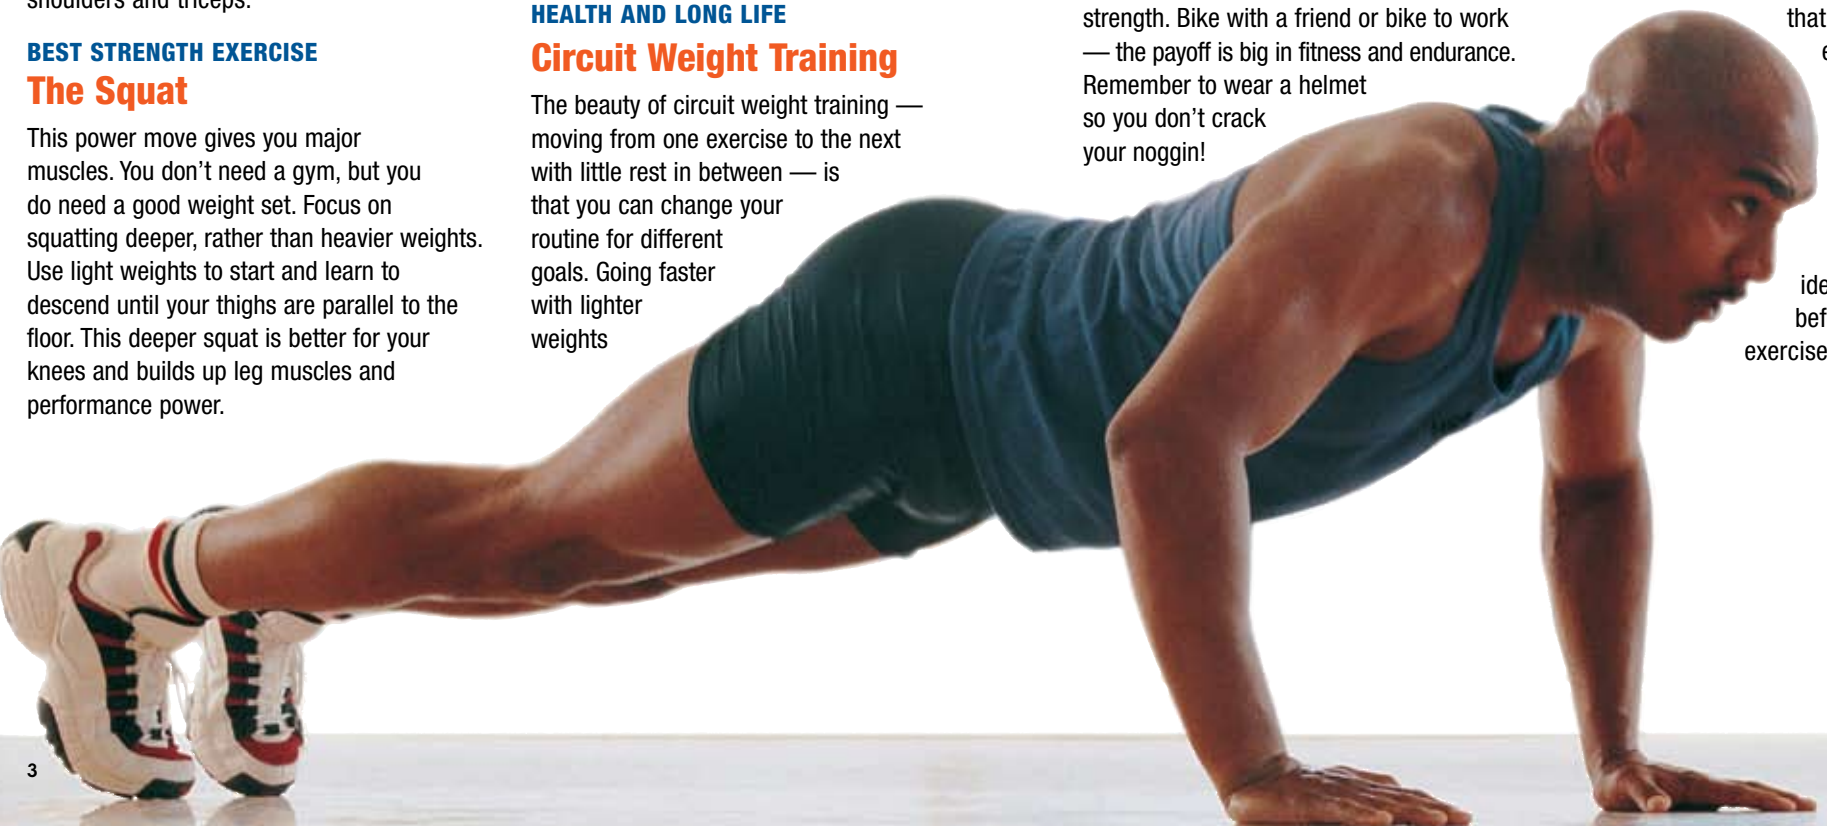 shoulders and triceps.
BEST STRENGTH EXERCISE
The Squat
This power move gives you major
muscles. You don’t need a gym, but you
do need a good weight set. Focus on
squatting deeper, rather than heavier weights.
Use light weights to start and learn to
descend until your thighs are parallel to the
floor. This deeper squat is better for your
knees and builds up leg muscles and
performance power.
HEALTH AND LONG LIFE
Circuit Weight Training
The beauty of circuit weight training —
moving from one exercise to the next
with little rest in between — is
that you can change your
routine for different
goals. Going faster
with lighter
weights
strength. Bike with a friend or bike to work
— the payoff is big in fitness and endurance.
Remember to wear a helmet
so you don’t crack
your noggin!
that
exercise
3